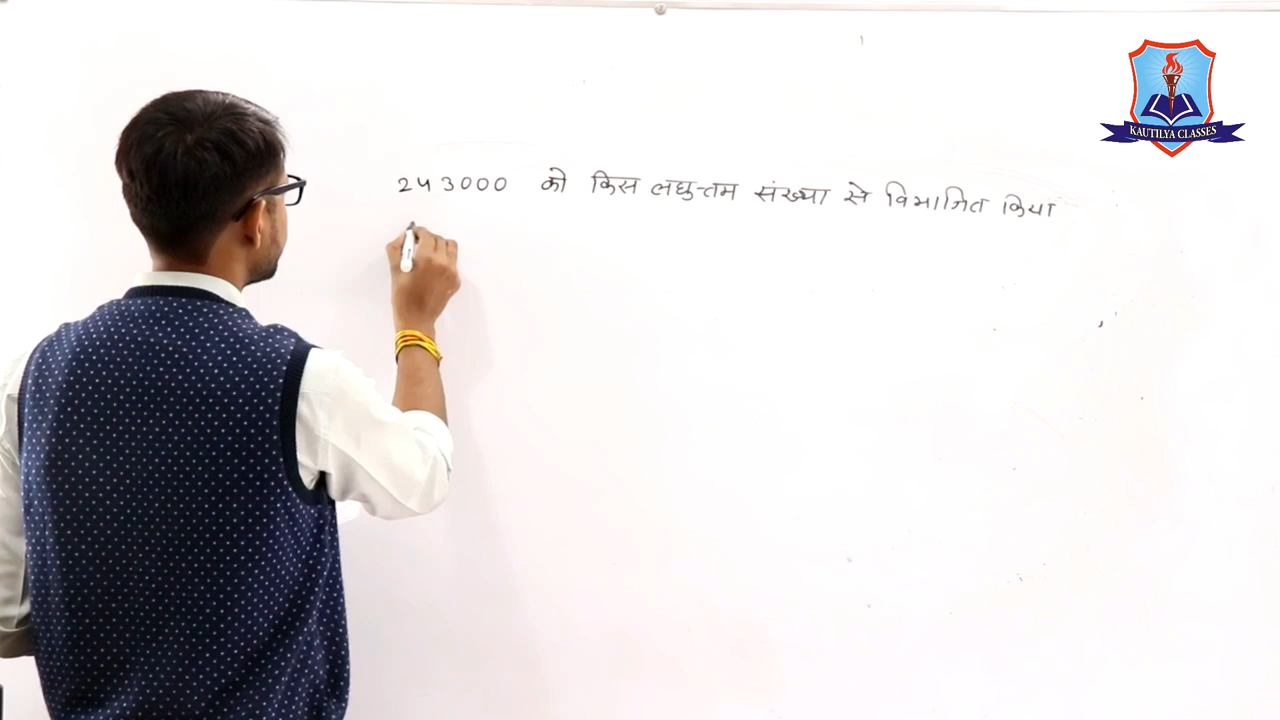 243000 को किस लघु-तम संख्या से विभाजित किया
KAUTILYA CLASSES